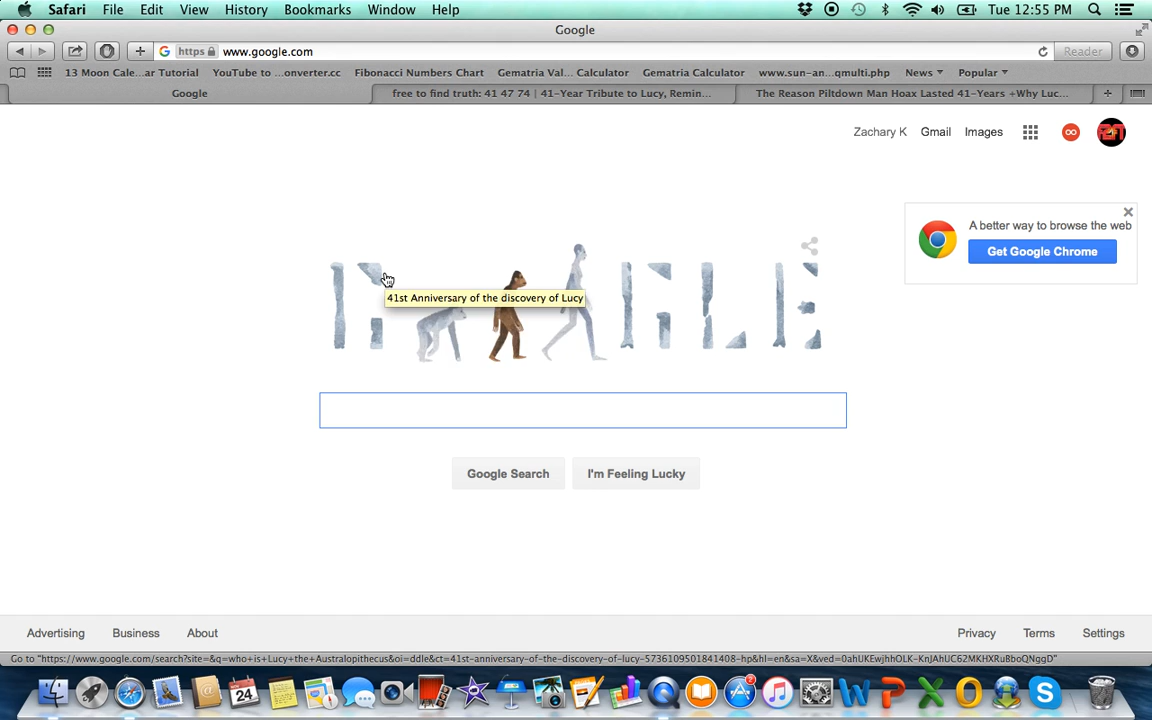 Safari File Edit View History Bookmarks Window Help Tue 12:55 PM
Google
https www.google.com Reader
13 Moon Cale...ar Tutorial YouTube to ...onverter.cc Fibonacci Numbers Chart Gematria Val... Calculator Gematria Calculator www.sun-an...qmulti.php News Popular
Google free to find truth: 41 47 74 | 41-Year Tribute to Lucy, Remin... The Reason Piltdown Man Hoax Lasted 41-Years +Why Luc...
Zachary K Gmail Images
A better way to browse the web
Get Google Chrome
G GLE
41st Anniversary of the discovery of Lucy
Google Search I'm Feeling Lucky
Advertising Business About Privacy Terms Settings
24
2